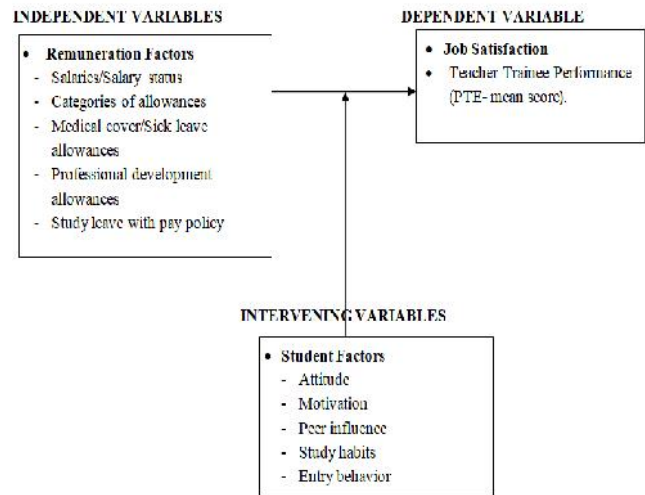 INDEPENDENT VARIABLES
• Remuneration Factors
- Salaries/Salary status
- Categories of allowances
- Medical cover/Sick leave
allowances
- Professional development
allowances
- Study leave with pay policy
DEPENDENT VARIABLE
• Job Satisfaction
• Teacher Trainee Performance
(PTE- mean score).
INTERVENING VARIABLES
• Student Factors
- Attitude
- Motivation
- Peer influence
- Study habits
- Entry behavior